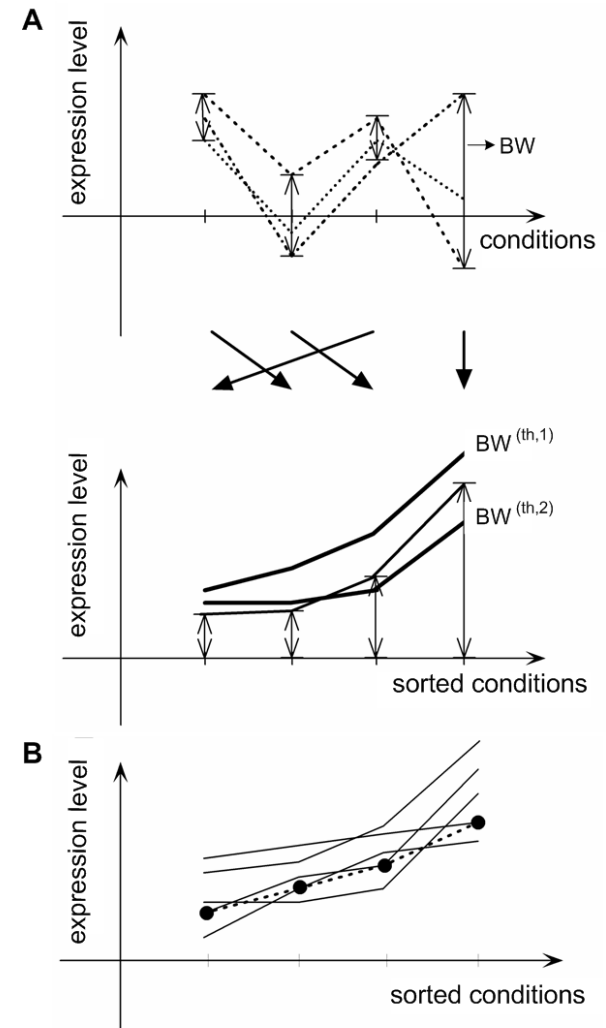 A
expression level
BW
conditions
expression level
BW (th,1)
BW (th,2)
sorted conditions
B
expression level
sorted conditions